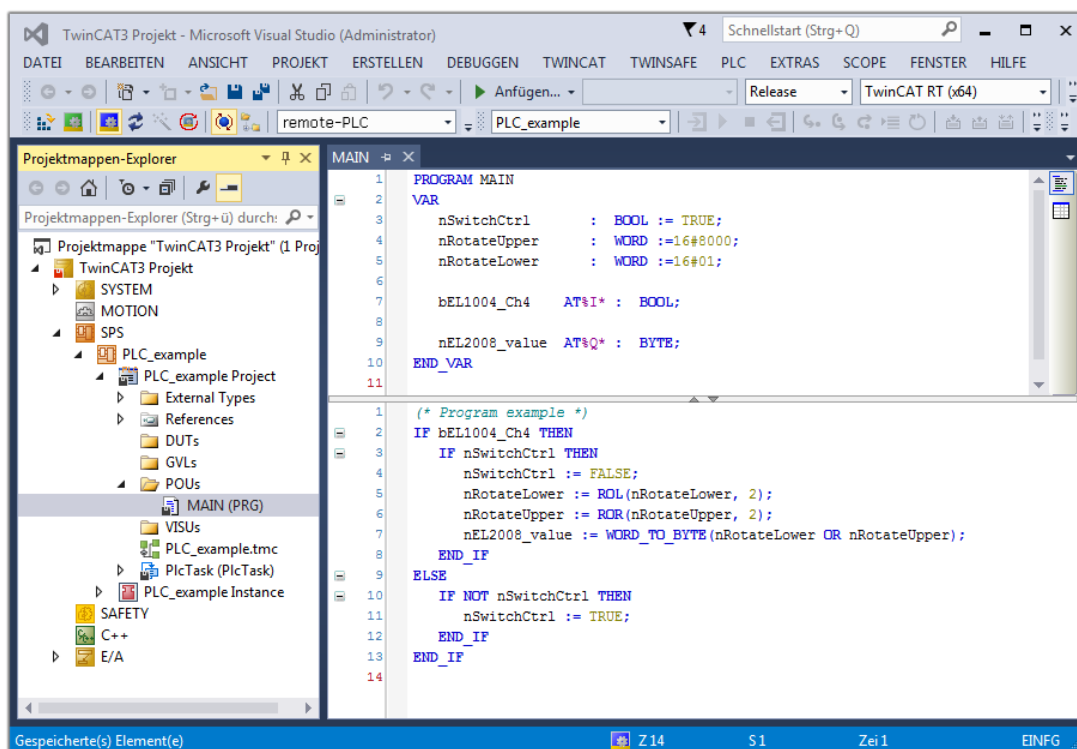 TwinCAT3 Projekt - Microsoft Visual Studio (Administrator)
4
Schnellstart (Strg+Q)
DATEI BEARBEITEN ANSICHT PROJEKT ERSTELLEN DEBUGGEN TWINCAT TWINSAFE PLC EXTRAS SCOPE FENSTER HILFE
Anfügen... Release TwinCAT RT (x64)
remote-PLC PLC_example
Projektmappen-Explorer
Projektmappen-Explorer (Strg+ü) durchs
Projektmappe "TwinCAT3 Projekt" (1 Proj
TwinCAT3 Projekt
SYSTEM
MOTION
SPS
PLC_example
PLC_example Project
External Types
References
DUTs
GVLs
POUs
MAIN (PRG)
VISUs
PLC_example.tmc
PlcTask (PlcTask)
PLC_example Instance
SAFETY
C++
E/A
MAIN
1 PROGRAM MAIN
2 VAR
3 nSwitchCtrl : BOOL := TRUE;
4 nRotateUpper : WORD :=16#8000;
5 nRotateLower : WORD :=16#01;
6
7 bEL1004_Ch4 AT%I* : BOOL;
8
9 nEL2008_value AT%Q* : BYTE;
10 END_VAR
11
1 (* Program example *)
2 IF bEL1004_Ch4 THEN
3 IF nSwitchCtrl THEN
4 nSwitchCtrl := FALSE;
5 nRotateLower := ROL(nRotateLower, 2);
6 nRotateUpper := ROR(nRotateUpper, 2);
7 nEL2008_value := WORD_TO_BYTE(nRotateLower OR nRotateUpper);
8 END_IF
9 ELSE
10 IF NOT nSwitchCtrl THEN
11 nSwitchCtrl := TRUE;
12 END_IF
13 END_IF
14
Gespeicherte(s) Element(e) Z 14 S 1 Zei 1 EINFG